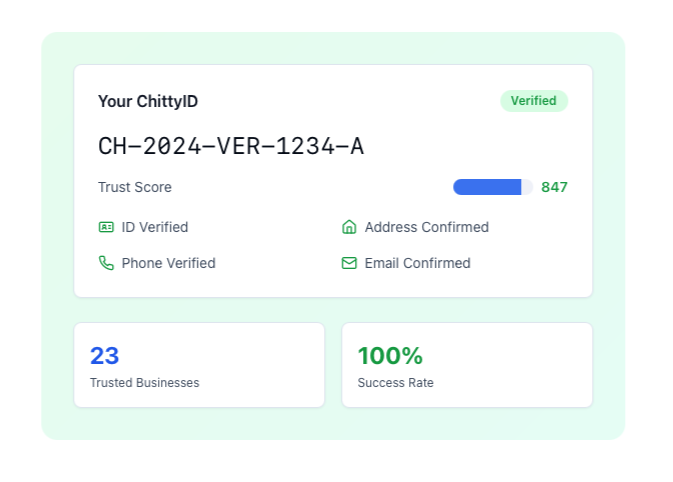 Your ChittyID
Verified
CH–2024–VER–1234–A
Trust Score
847
ID Verified
Address Confirmed
Phone Verified
Email Confirmed
23
Trusted Businesses
100%
Success Rate